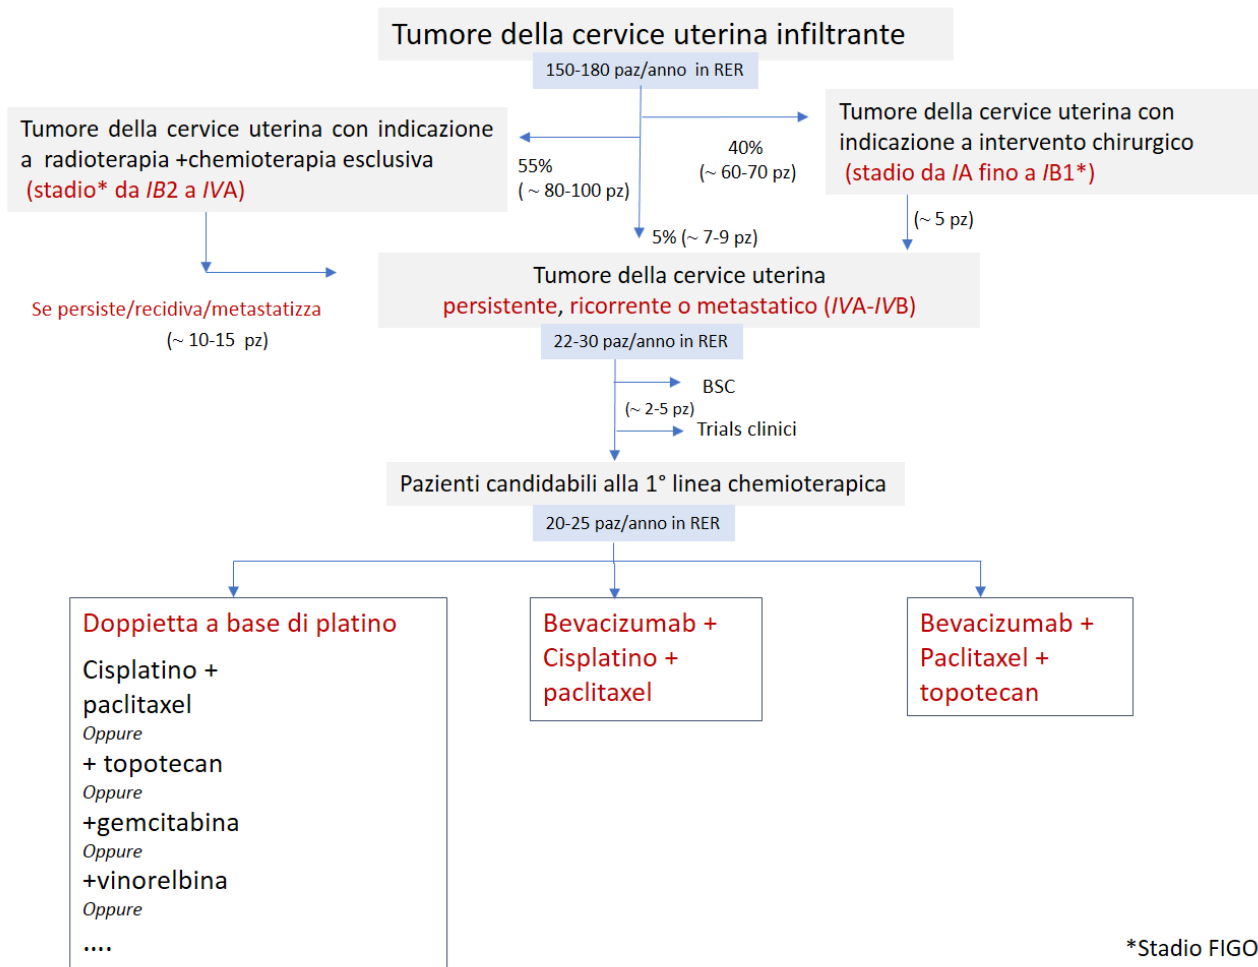 Tumore della cervice uterina infiltrante
150-180 paz/anno in RER
Tumore della cervice uterina con indicazione
a radioterapia +chemioterapia esclusiva
(stadio* da IB2 a IVA)
55%
( ~ 80-100 pz)
40%
(~ 60-70 pz)
Tumore della cervice uterina con
indicazione a intervento chirurgico
(stadio da IA fino a IB1*)
(~ 5 pz)
5% (~ 7-9 pz)
Se persiste/recidiva/metastatizza
(~ 10-15 pz)
Tumore della cervice uterina
persistente, ricorrente o metastatico (IVA-IVB)
22-30 paz/anno in RER
BSC
(~ 2-5 pz)
Trials clinici
Pazienti candidabili alla 1° linea chemioterapica
20-25 paz/anno in RER
Doppietta a base di platino
Cisplatino +
paclitaxel
Oppure
+ topotecan
Oppure
+gemcitabina
Oppure
+vinorelbina
Oppure
....
Bevacizumab +
Cisplatino +
paclitaxel
Bevacizumab +
Paclitaxel +
topotecan
*Stadio FIGO